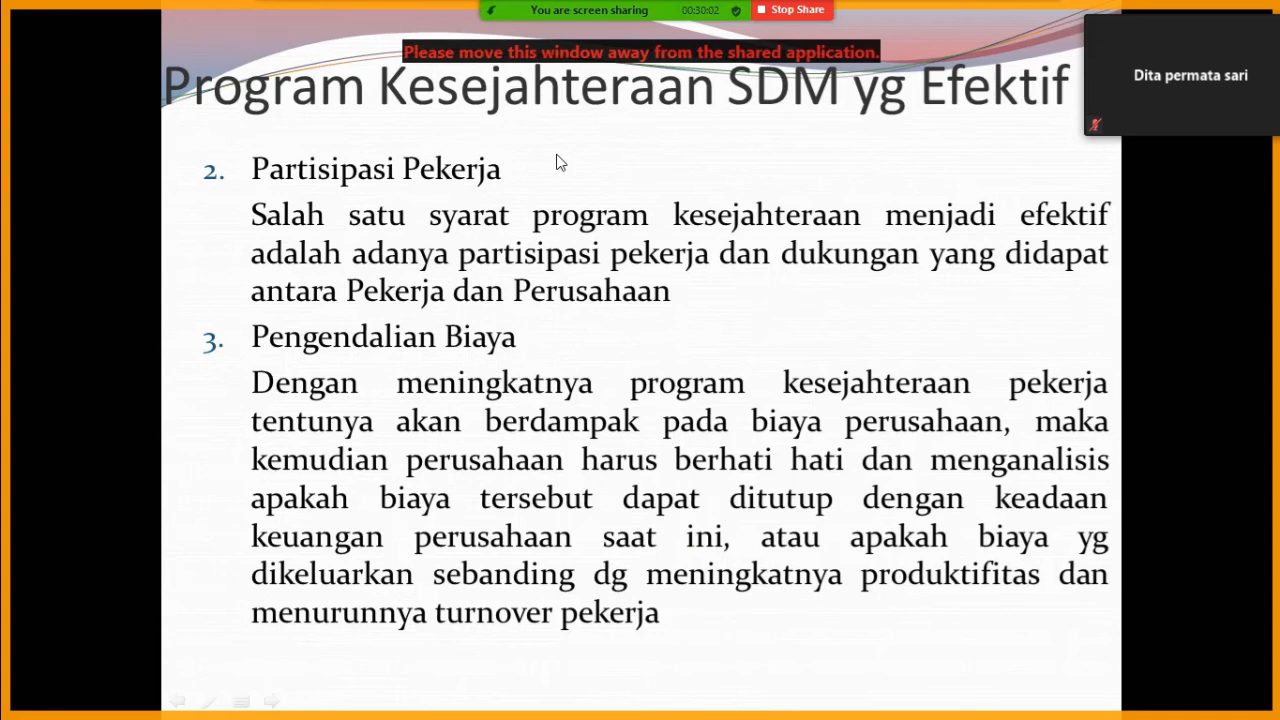 You are screen sharing 00:30:02 Stop Share
Please move this window away from the shared application.
Dita permata sari
Program Kesejahteraan SDM yg Efektif
2. Partisipasi Pekerja
Salah satu syarat program kesejahteraan menjadi efektif
adalah adanya partisipasi pekerja dan dukungan yang didapat
antara Pekerja dan Perusahaan
3. Pengendalian Biaya
Dengan meningkatnya program kesejahteraan pekerja
tentunya akan berdampak pada biaya perusahaan, maka
kemudian perusahaan harus berhati hati dan menganalisis
apakah biaya tersebut dapat ditutup dengan keadaan
keuangan perusahaan saat ini, atau apakah biaya yg
dikeluarkan sebanding dg meningkatnya produktifitas dan
menurunnya turnover pekerja